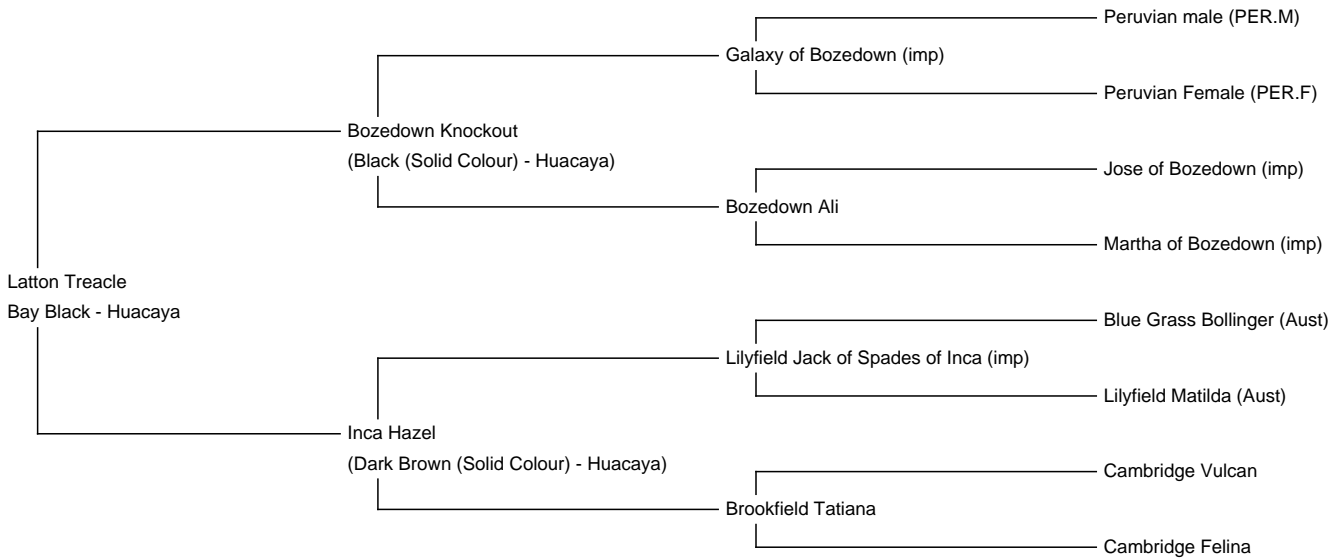 Peruvian male (PER.M)
Galaxy of Bozedown (imp)
Peruvian Female (PER.F)
Bozedown Knockout
(Black (Solid Colour) - Huacaya)
Jose of Bozedown (imp)
Bozedown Ali
Martha of Bozedown (imp)
Latton Treacle
Bay Black - Huacaya
Blue Grass Bollinger (Aust)
Lilyfield Jack of Spades of Inca (imp)
Lilyfield Matilda (Aust)
Inca Hazel
(Dark Brown (Solid Colour) - Huacaya)
Cambridge Vulcan
Brookfield Tatiana
Cambridge Felina